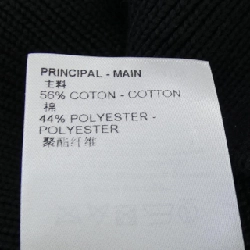 PRINCIPAL - MAIN
主料
56% COTON - COTTON
棉
44% POLYESTER -
POLYESTER
聚酯纤维